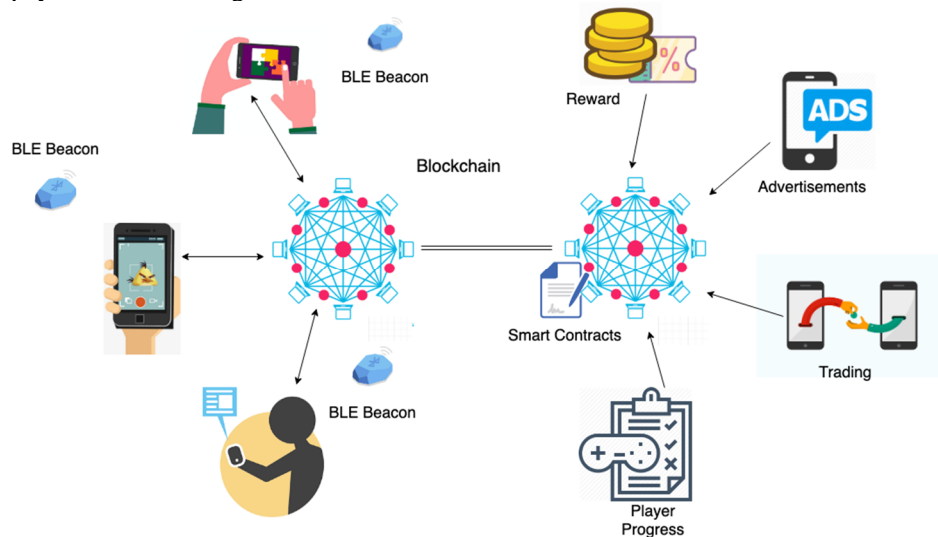 BLE Beacon
Reward
ADS
Advertisements
BLE Beacon
Blockchain
Smart Contracts
Trading
BLE Beacon
Player
Progress